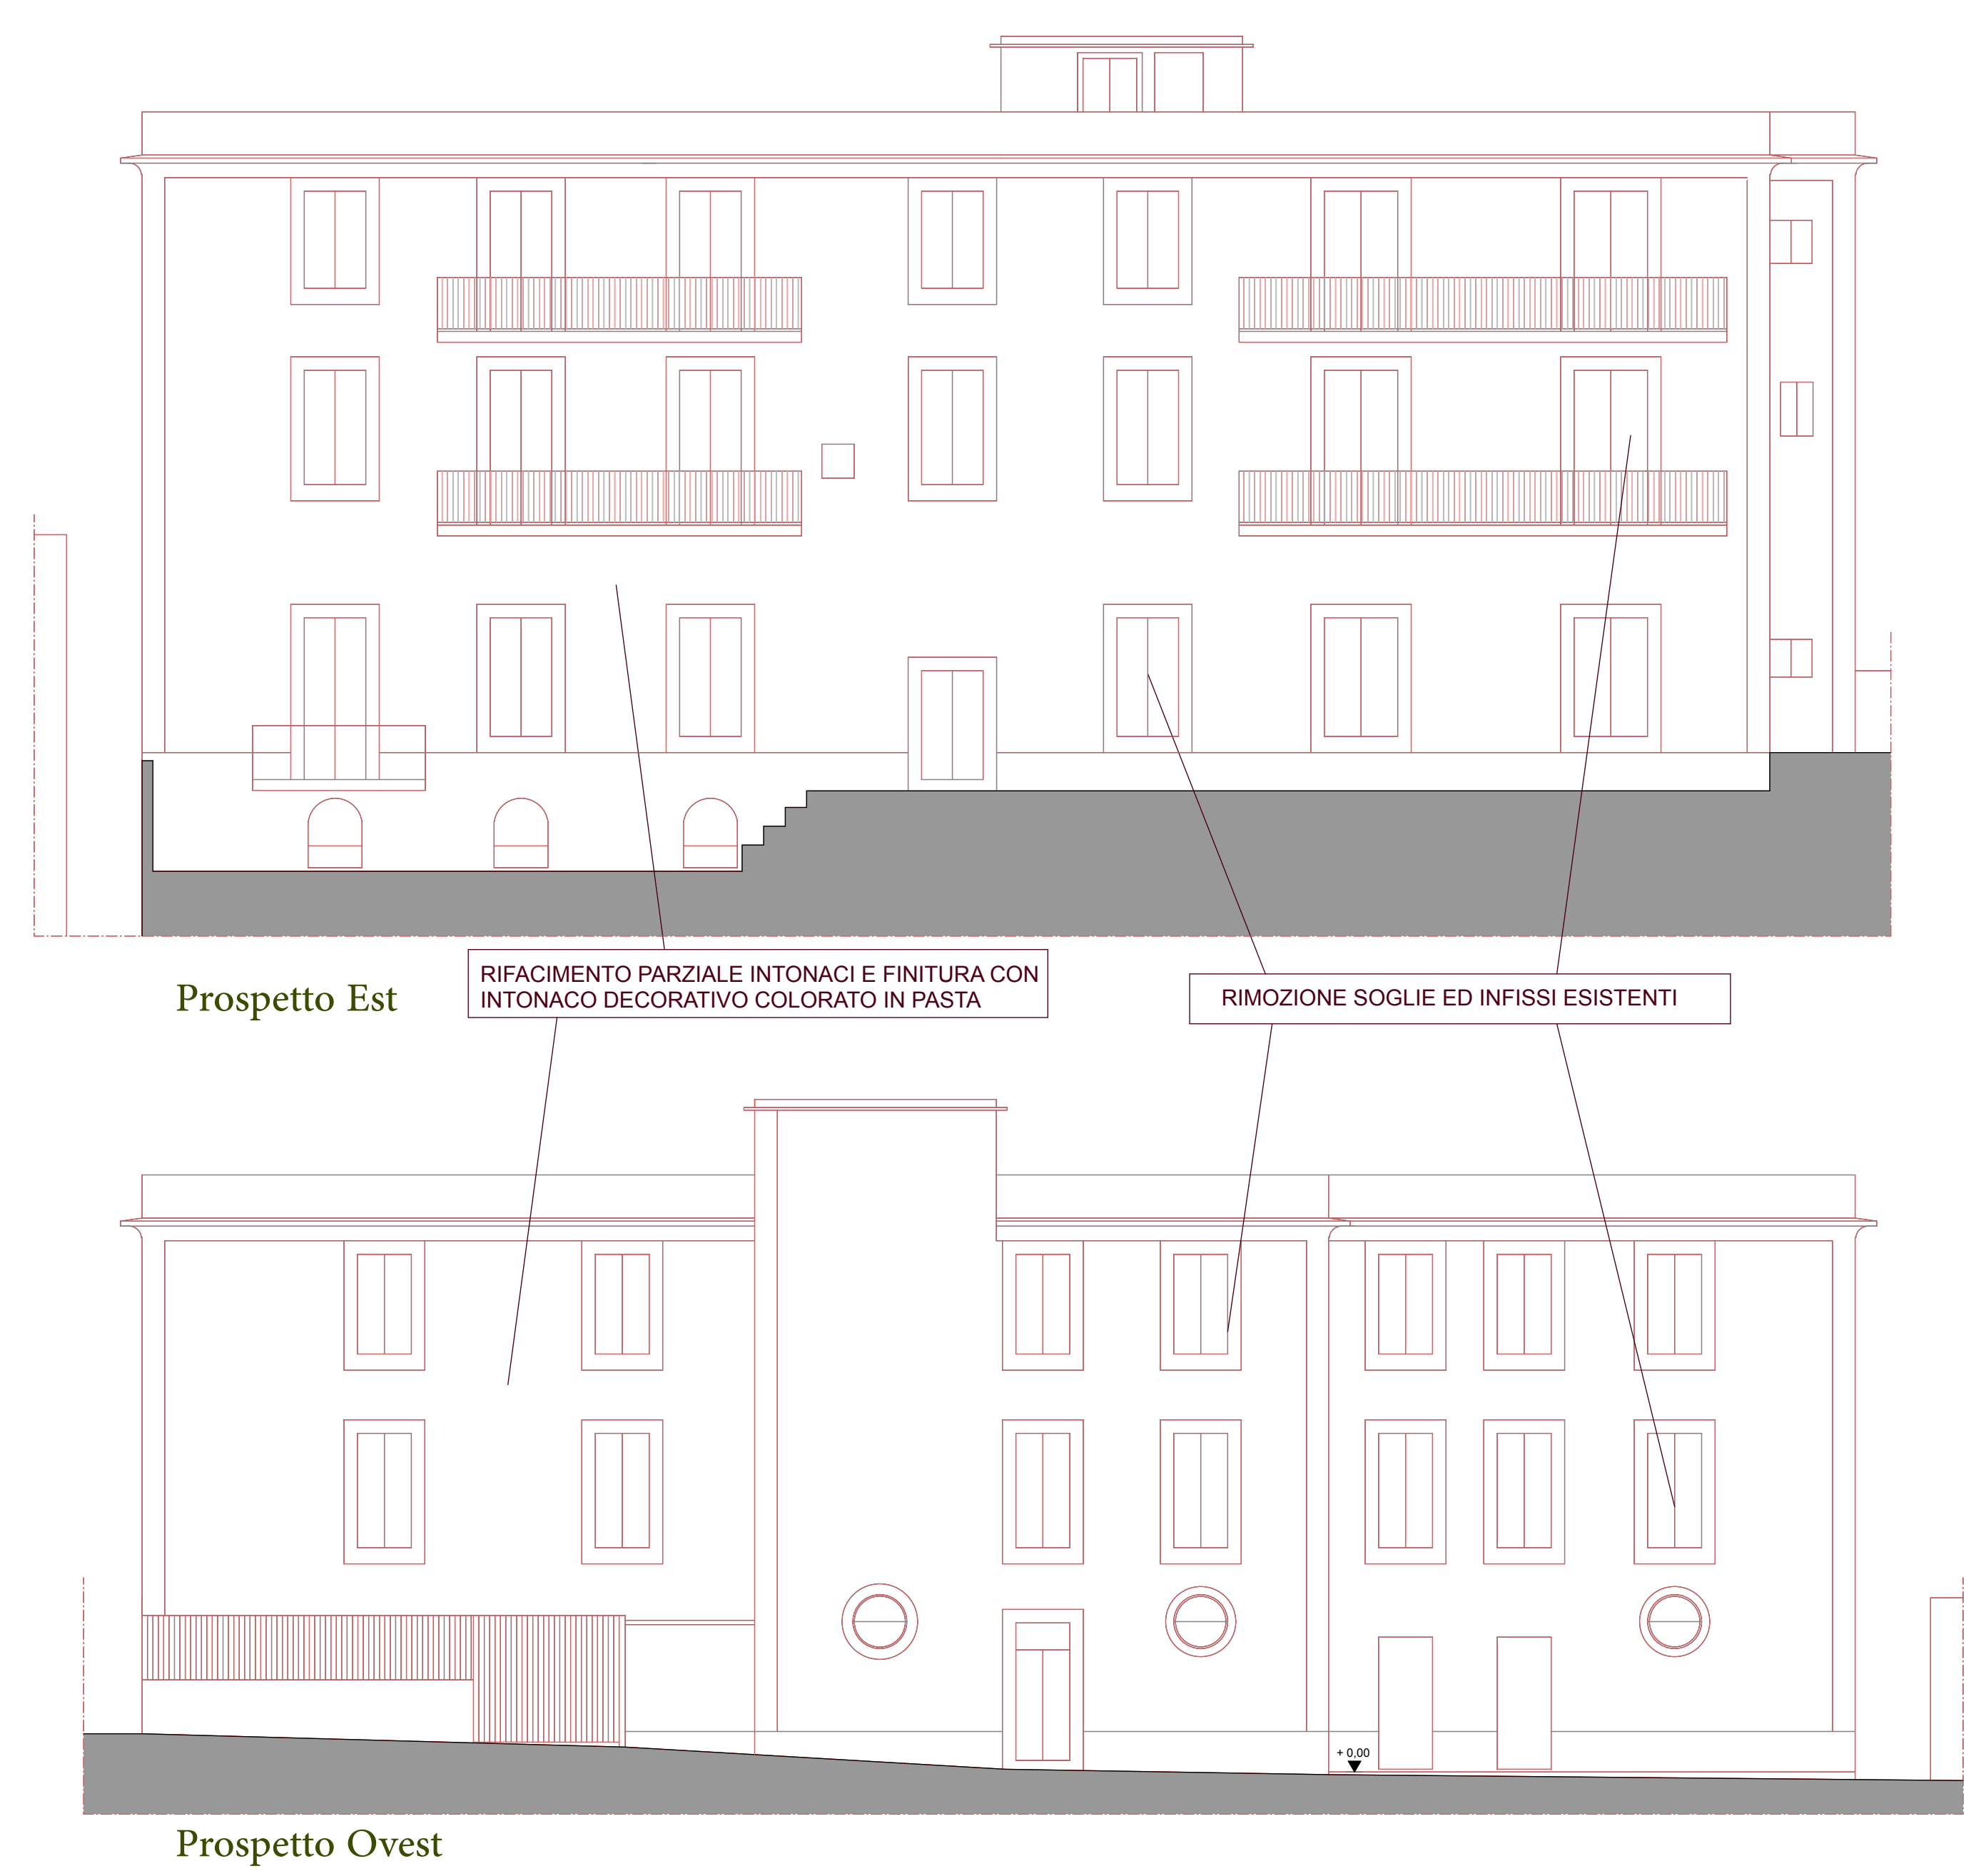 Prospetto Est
RIFACIMENTO PARZIALE INTONACI E FINITURA CON
INTONACO DECORATIVO COLORATO IN PASTA
RIMOZIONE SOGLIE ED INFISSI ESISTENTI
+ 0,00
Prospetto Ovest